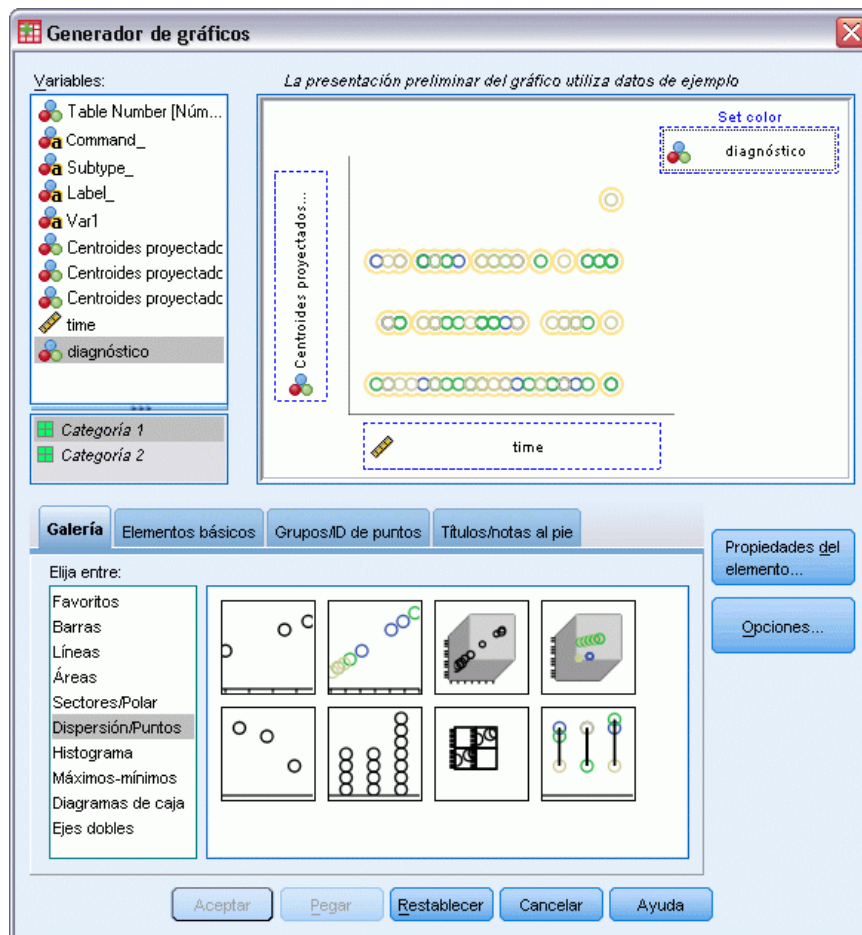 Generador de gráficos
Variables:
La presentación preliminar del gráfico utiliza datos de ejemplo
Table Number [Núm...
Command_
Subtype_
Label_
Var1
Centroides proyectadc
Centroides proyectadc
Centroides proyectadc
time
diagnóstico
Categoría 1
Categoría 2
Set color
diagnóstico
Centroides proyectados...
time
Galería
Elementos básicos
Grupos/ID de puntos
Títulos/notas al pie
Elija entre:
Favoritos
Barras
Líneas
Áreas
Sectores/Polar
Dispersión/Puntos
Histograma
Máximos-mínimos
Diagramas de caja
Ejes dobles
Propiedades del
elemento...
Opciones...
Aceptar
Pegar
Restablecer
Cancelar
Ayuda